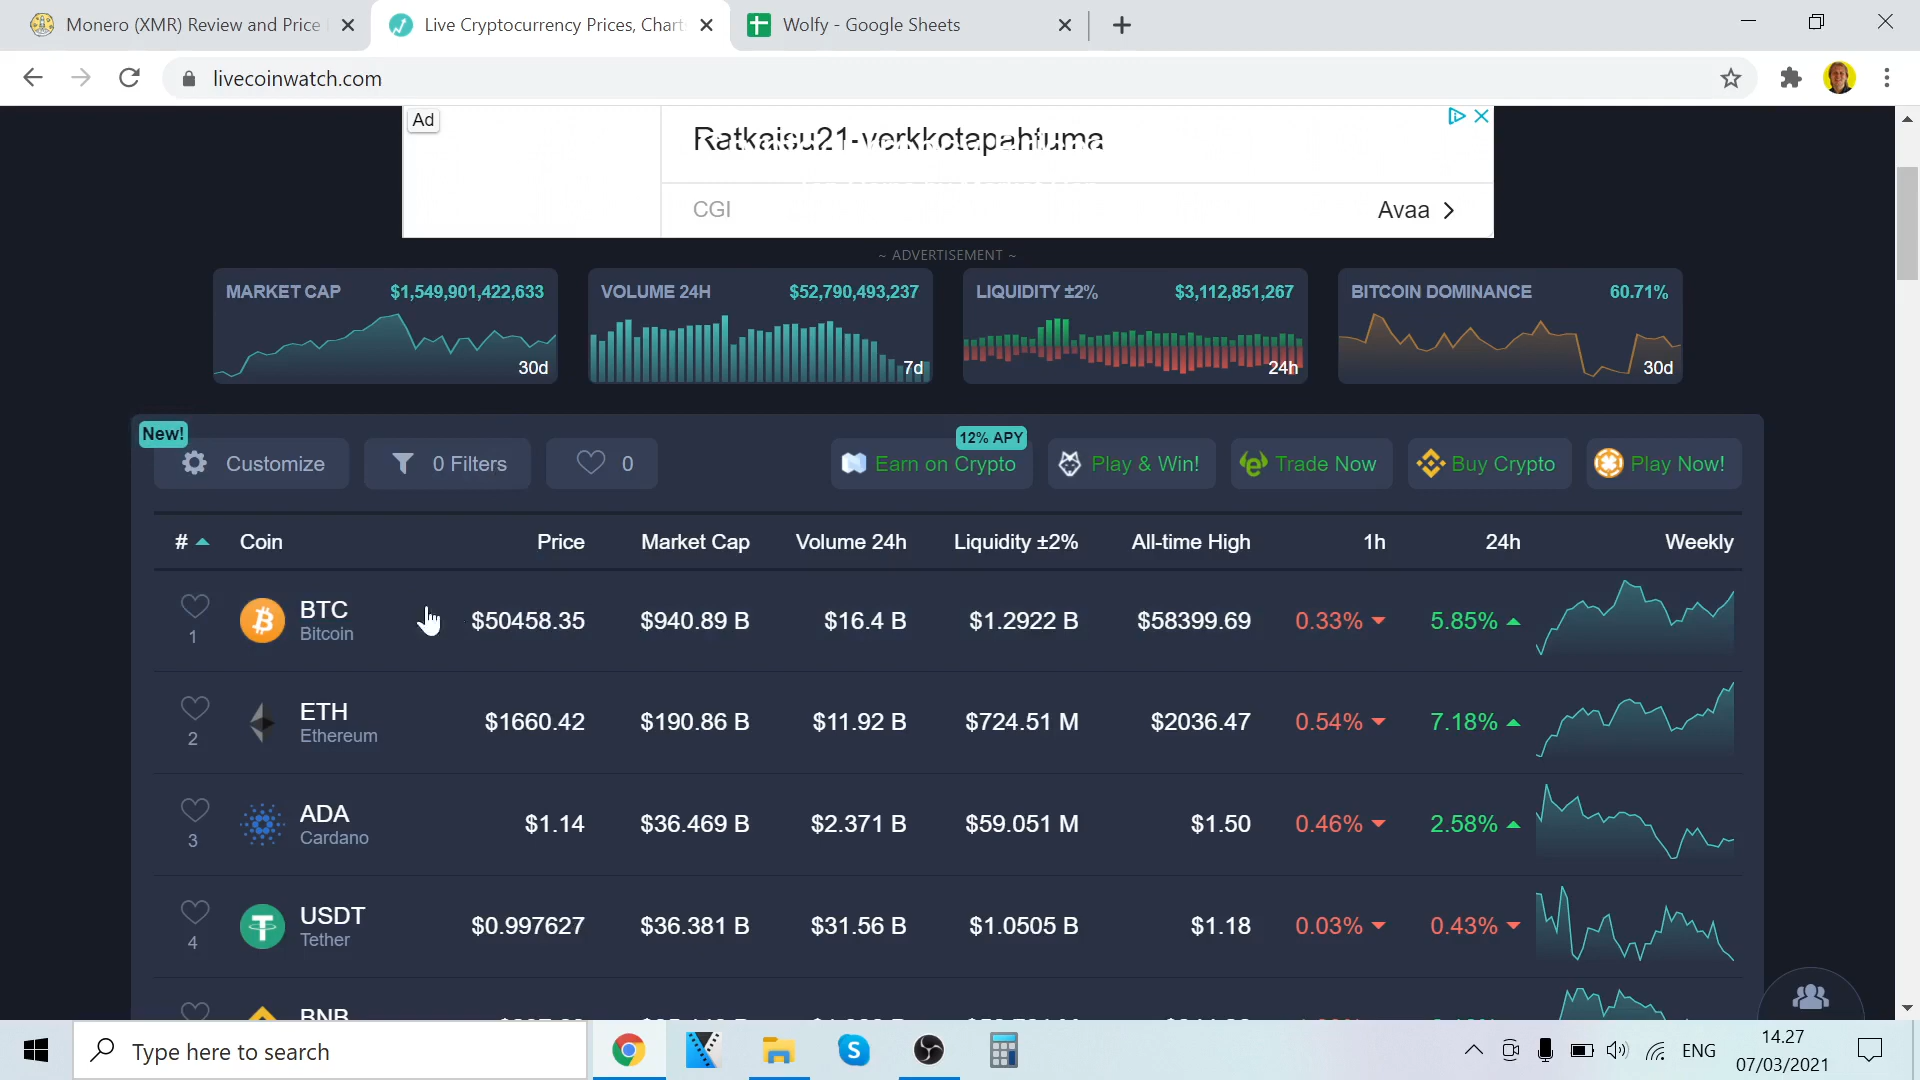 Monero (XMR) Review and Price
Live Cryptocurrency Prices, Chart
Wolfy - Google Sheets
livecoinwatch.com
Ad
Ratkaisu21-verkkotapahtuma
CGI
Avaa
~ ADVERTISEMENT ~
MARKET CAP $1,549,901,422,633
30d
VOLUME 24H $52,790,493,237
7d
LIQUIDITY ±2% $3,112,851,267
24h
BITCOIN DOMINANCE 60.71%
30d
New!
Customize
0 Filters
0
12% APY
Earn on Crypto
Play & Win!
Trade Now
Buy Crypto
Play Now!
# Coin Price Market Cap Volume 24h Liquidity ±2% All-time High 1h 24h Weekly
1 BTC Bitcoin $50458.35 $940.89 B $16.4 B $1.2922 B $58399.69 0.33% 5.85%
2 ETH Ethereum $1660.42 $190.86 B $11.92 B $724.51 M $2036.47 0.54% 7.18%
3 ADA Cardano $1.14 $36.469 B $2.371 B $59.051 M $1.50 0.46% 2.58%
4 USDT Tether $0.997627 $36.381 B $31.56 B $1.0505 B $1.18 0.03% 0.43%
BNB
Type here to search
ENG
14.27
07/03/2021